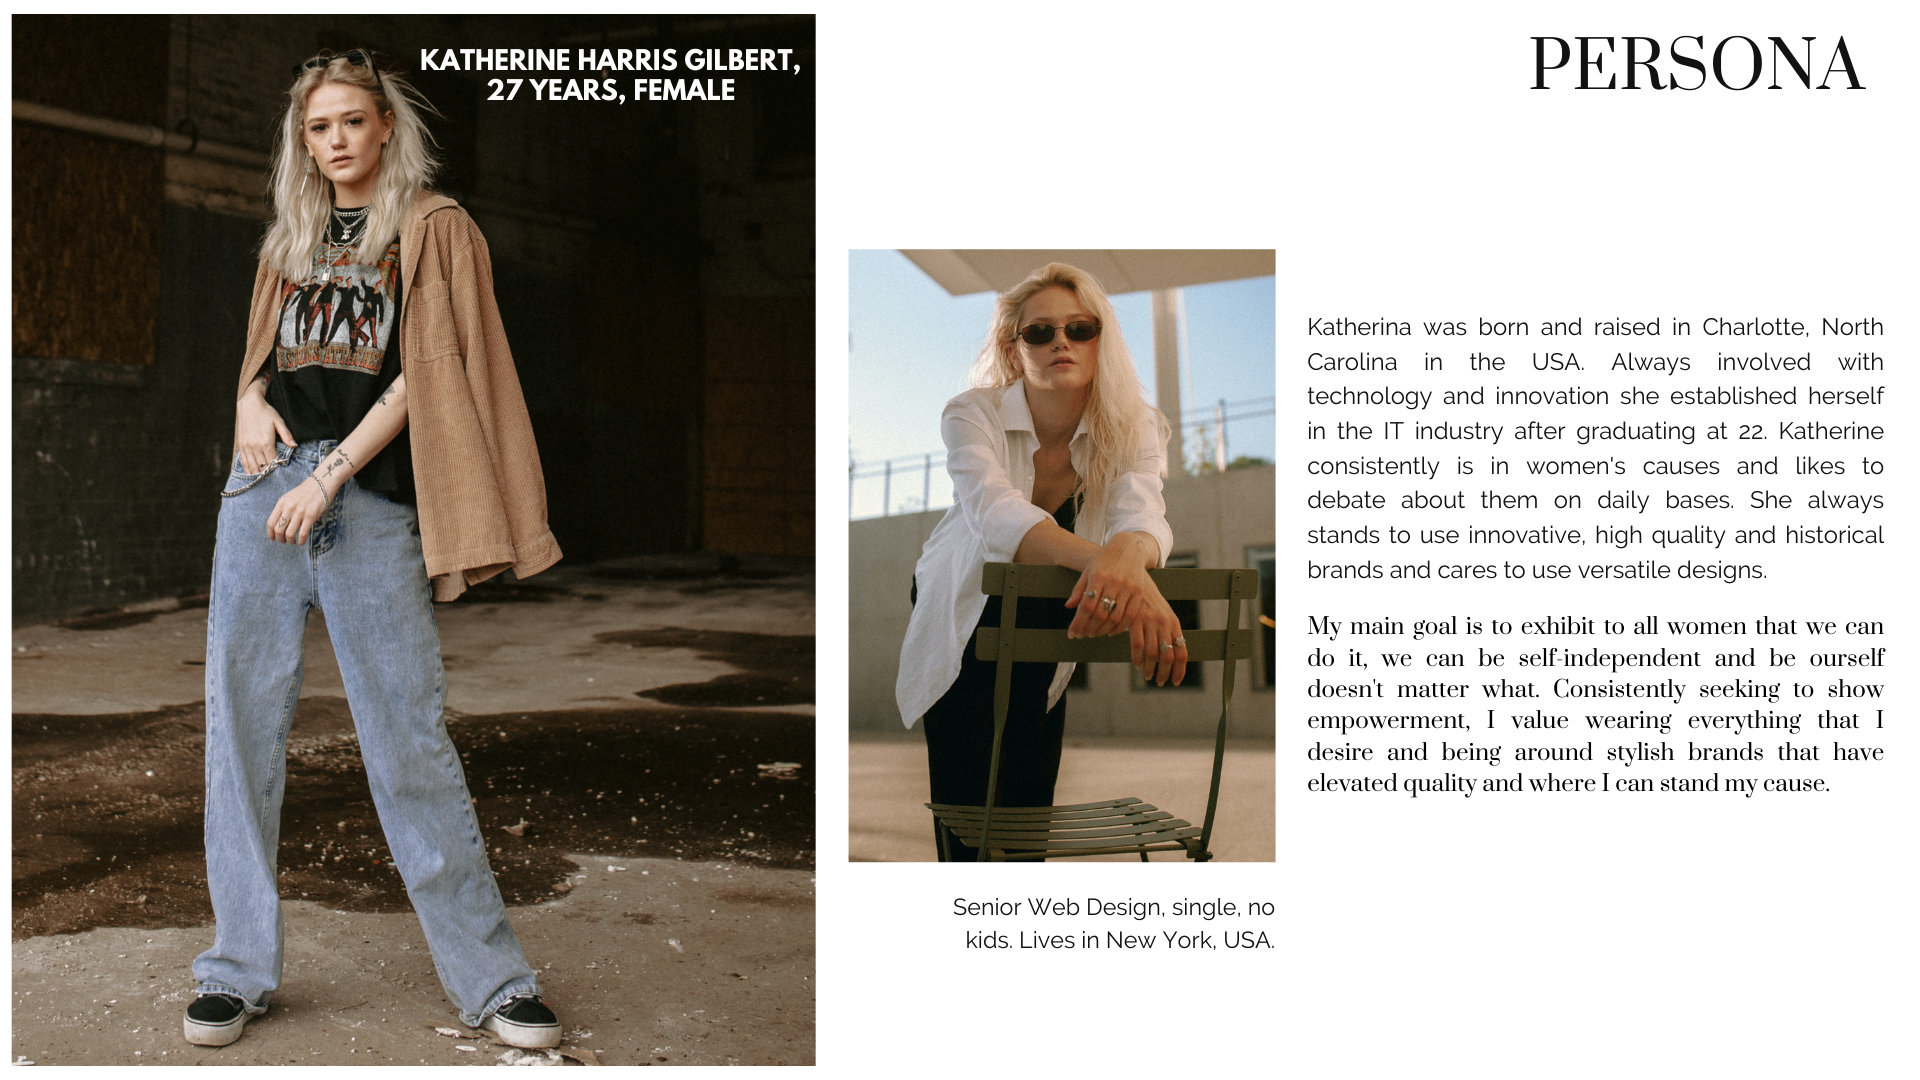 KATHERINE HARRIS GILBERT,
27 YEARS, FEMALE
PERSONA
Katherina was born and raised in Charlotte, North
Carolina in the USA. Always involved with
technology and innovation she established herself
in the IT industry after graduating at 22. Katherine
consistently is in women's causes and likes to
debate about them on daily bases. She always
stands to use innovative, high quality and historical
brands and cares to use versatile designs.
My main goal is to exhibit to all women that we can
do it, we can be self-independent and be ourself
doesn't matter what. Consistently seeking to show
empowerment, I value wearing everything that I
desire and being around stylish brands that have
elevated quality and where I can stand my cause.
Senior Web Design, single, no
kids. Lives in New York, USA.